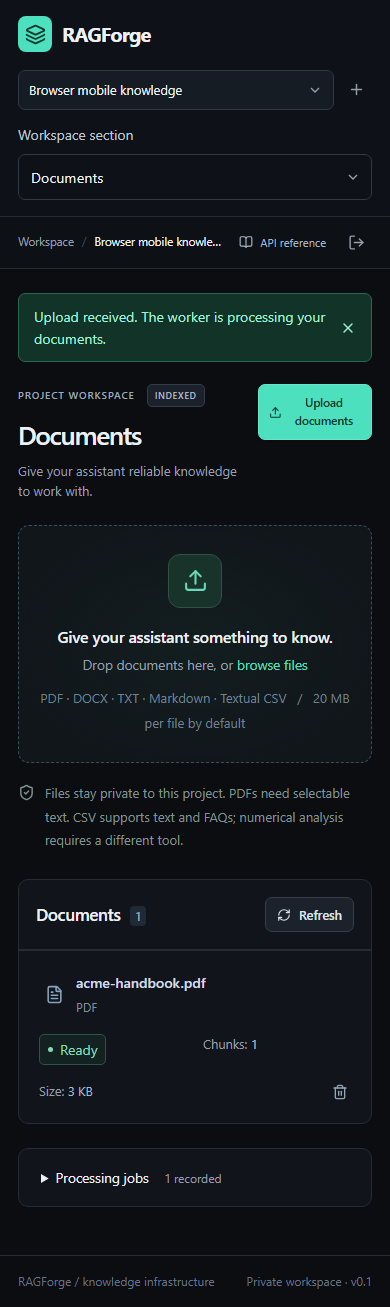 RAGForge
Browser mobile knowledge
Workspace section
Documents
Workspace / Browser mobile knowle... API reference
Upload received. The worker is processing your
documents.
PROJECT WORKSPACE INDEXED
Upload
documents
Documents
Give your assistant reliable knowledge
to work with.
Give your assistant something to know.
Drop documents here, or browse files
PDF · DOCX · TXT · Markdown · Textual CSV / 20 MB
per file by default
Files stay private to this project. PDFs need selectable
text. CSV supports text and FAQs; numerical analysis
requires a different tool.
Documents 1 Refresh
acme-handbook.pdf
PDF
Ready Chunks: 1
Size: 3 KB
Processing jobs 1 recorded
RAGForge / knowledge infrastructure Private workspace · v0.1